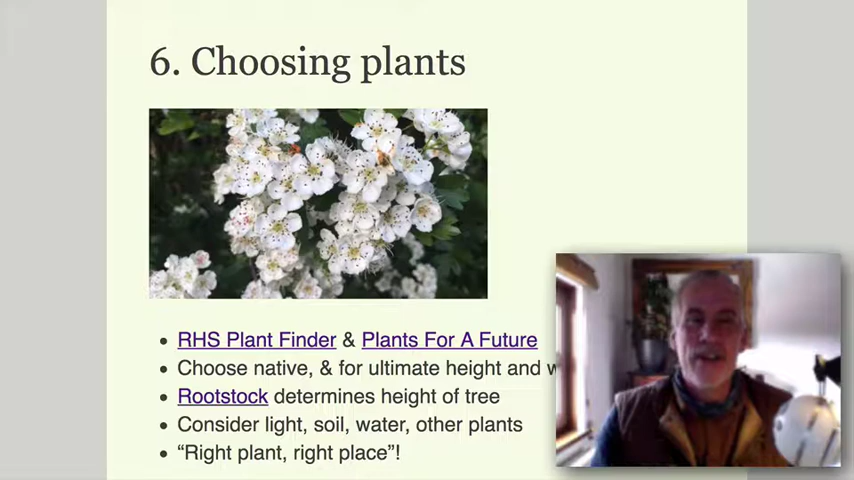 6. Choosing plants
RHS Plant Finder & Plants For A Future
Choose native, & for ultimate height and
Rootstock determines height of tree
Consider light, soil, water, other plants
“Right plant, right place”!